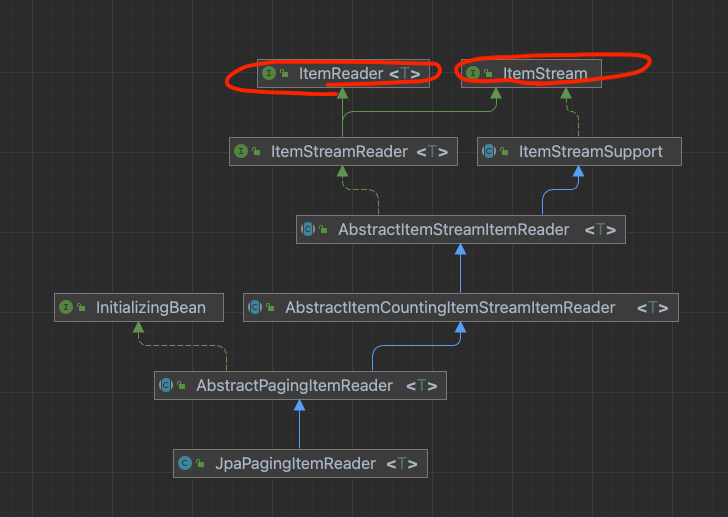 I ItemReader <T>
I ItemStream
I ItemStreamReader <T>
C ItemStreamSupport
C AbstractItemStreamItemReader <T>
I InitializingBean
C AbstractItemCountingItemStreamItemReader <T>
C AbstractPagingItemReader <T>
C JpaPagingItemReader <T>